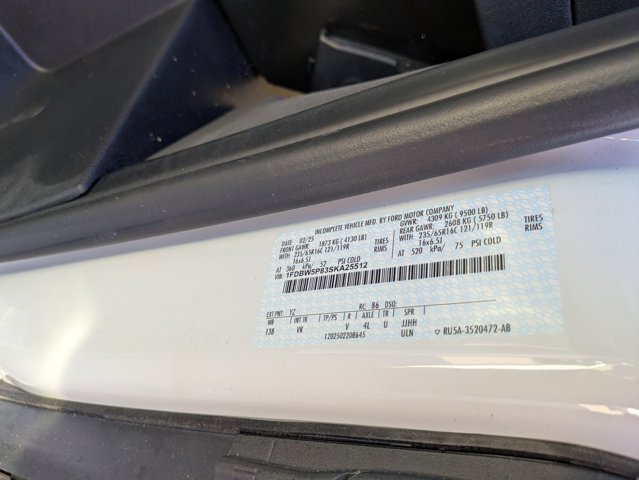 INCOMPLETE VEHICLE MFD. BY FORD MOTOR COMPANY
DATE: 02/25 GVWR: 4309 KG ( 9500 LB)
FRONT GAWR: 1873 KG ( 4130 LB) REAR GAWR: 2608 KG ( 5750 LB)
WITH 235/65R16C 121/119R TIRES WITH 235/65R16C 121/119R TIRES
16x6.5J RIMS 16x6.5J RIMS
AT 360 kPa/ 52 PSI COLD AT 520 kPa/ 75 PSI COLD
VIN: 1FDBW5P83SKA25512
EXT PNT: YZ RC: B6 DSO:
WB INT TR TP/PS R AXLE TR SPR
138 VK V 4L U JJHH
1202502208645 ULN RU5A-3520472-AB